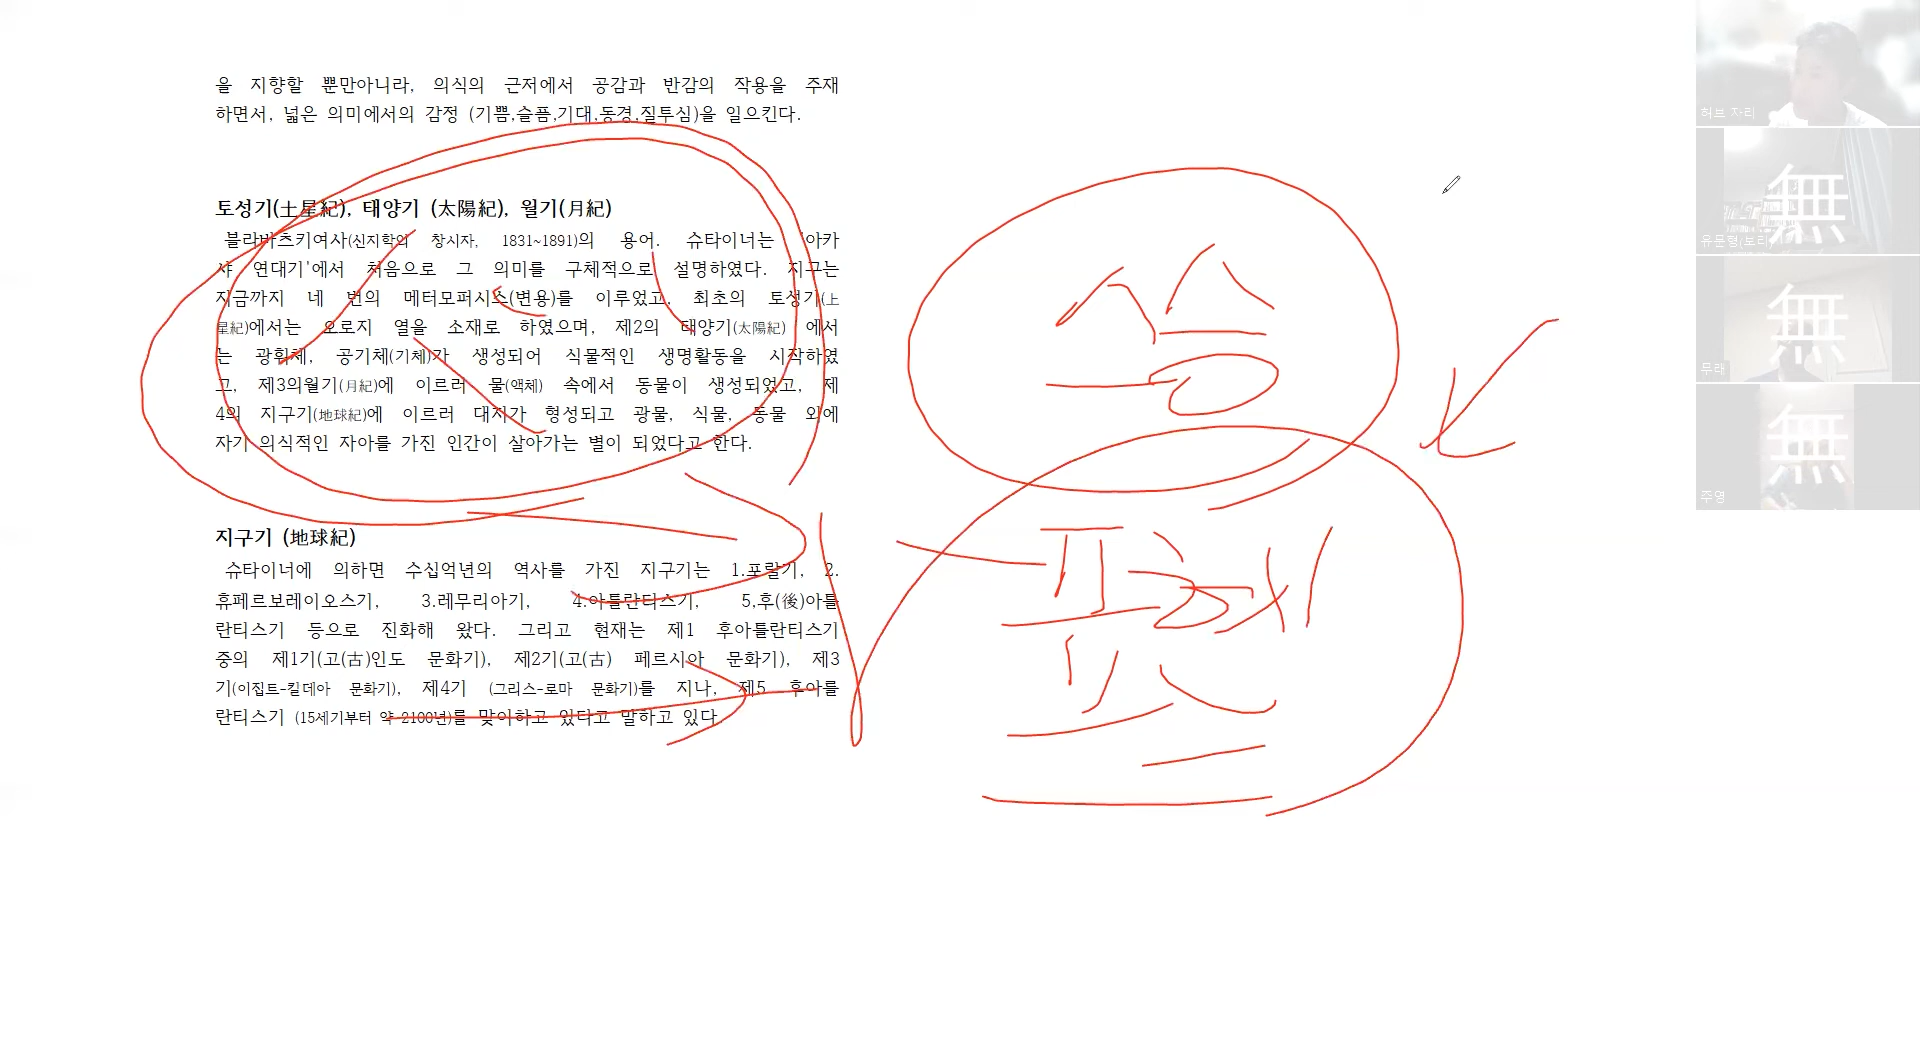 을 지향할 뿐만아니라, 의식의 근저에서 공감과 반감의 작용을 주재
하면서, 넓은 의미에서의 감정 (기쁨,슬픔,기대,동경,질투심)을 일으킨다.
토성기(土星紀), 태양기 (太陽紀), 월기(月紀)
블라바츠키여사(신지학의 창시자, 1831~1891)의 용어. 슈타이너는 '아카
샤 연대기'에서 처음으로 그 의미를 구체적으로 설명하였다. 지구는
지금까지 네 번의 메터모퍼시스(변용)를 이루었고, 최초의 토성기(土
星紀)에서는 오로지 열을 소재로 하였으며, 제2의 태양기(太陽紀) 에서
는 광휘체, 공기체(기체)가 생성되어 식물적인 생명활동을 시작하였
고, 제3의월기(月紀)에 이르러 물(액체) 속에서 동물이 생성되었고, 제
4의 지구기(地球紀)에 이르러 대지가 형성되고 광물, 식물, 동물 외에
자기 의식적인 자아를 가진 인간이 살아가는 별이 되었다고 한다.
지구기 (地球紀)
슈타이너에 의하면 수십억년의 역사를 가진 지구기는 1.포랄기, 2.
휴페르보레이오스기, 3.레무리아기, 4.아틀란티스기, 5,후(後)아틀
란티스기 등으로 진화해 왔다. 그리고 현재는 제1 후아틀란티스기
중의 제1기(고(古)인도 문화기), 제2기(고(古) 페르시아 문화기), 제3
기(이집트-킬데아 문화기), 제4기 (그리스-로마 문화기)를 지나, 제5 후아틀
란티스기 (15세기부터 약 2100년)를 맞이하고 있다고 말하고 있다.
허브 자리
無
유문형(보리
無
두래
無
주영